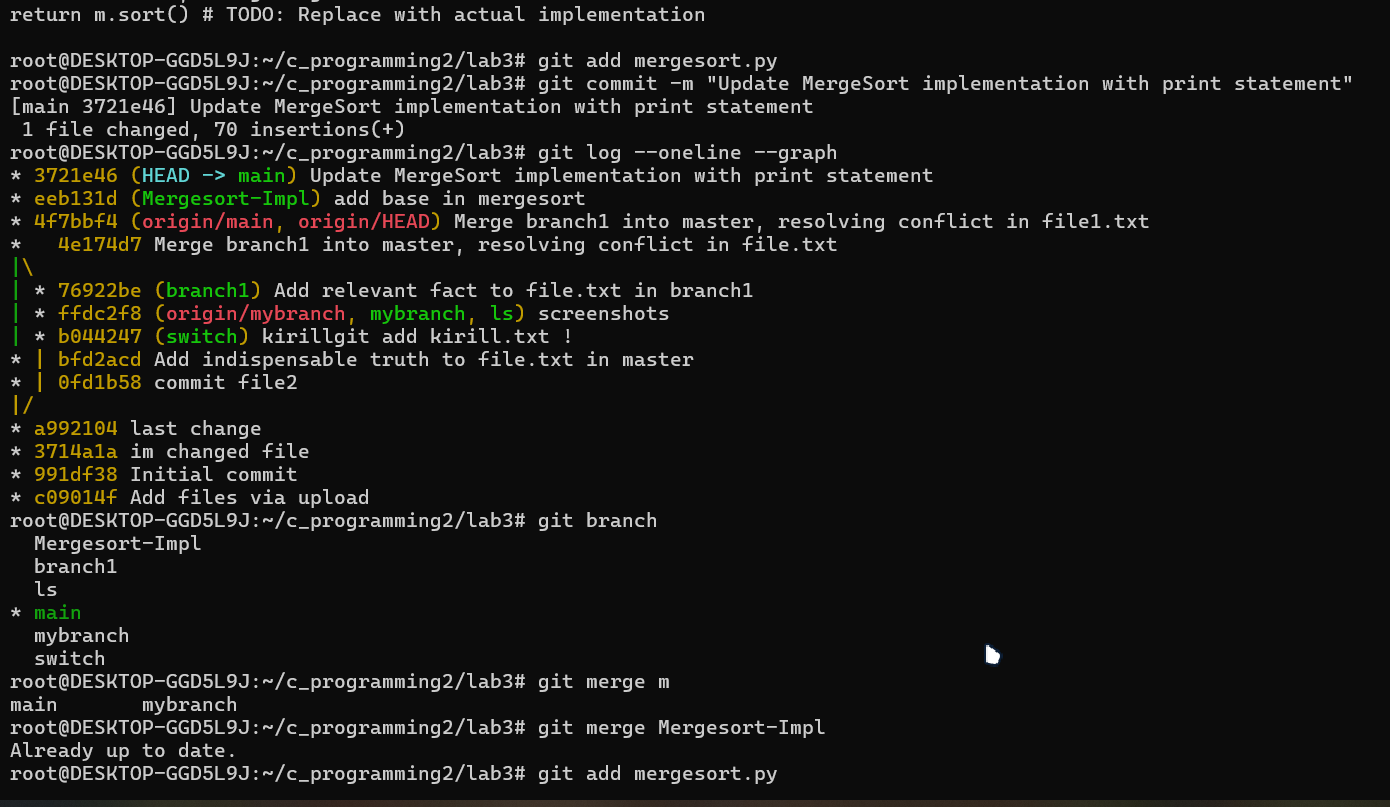 return m.sort() # TODO: Replace with actual implementation
root@DESKTOP-GGD5L9J:~/c_programming2/lab3# git add mergesort.py
root@DESKTOP-GGD5L9J:~/c_programming2/lab3# git commit -m "Update MergeSort implementation with print statement"
[main 3721e46] Update MergeSort implementation with print statement
 1 file changed, 70 insertions(+)
root@DESKTOP-GGD5L9J:~/c_programming2/lab3# git log --oneline --graph
* 3721e46 (HEAD -> main) Update MergeSort implementation with print statement
* eeb131d (Mergesort-Impl) add base in mergesort
* 4f7bbf4 (origin/main, origin/HEAD) Merge branch1 into master, resolving conflict in file1.txt
*   4e174d7 Merge branch1 into master, resolving conflict in file.txt
|\
| * 76922be (branch1) Add relevant fact to file.txt in branch1
| * ffdc2f8 (origin/mybranch, mybranch, ls) screenshots
| * b044247 (switch) kirillgit add kirill.txt !
* | bfd2acd Add indispensable truth to file.txt in master
* | 0fd1b58 commit file2
|/
* a992104 last change
* 3714a1a im changed file
* 991df38 Initial commit
* c09014f Add files via upload
root@DESKTOP-GGD5L9J:~/c_programming2/lab3# git branch
  Mergesort-Impl
  branch1
  ls
* main
  mybranch
  switch
root@DESKTOP-GGD5L9J:~/c_programming2/lab3# git merge m
main       mybranch
root@DESKTOP-GGD5L9J:~/c_programming2/lab3# git merge Mergesort-Impl
Already up to date.
root@DESKTOP-GGD5L9J:~/c_programming2/lab3# git add mergesort.py